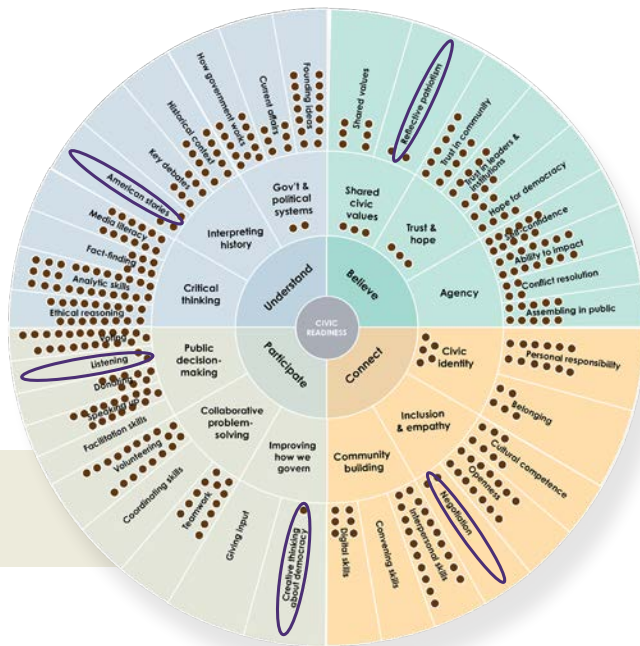 CIVIC
READINESS
Understand
Believe
Connect
Participate
Gov't &
political
systems
Interpreting
history
Critical
thinking
Shared
civic
values
Trust &
hope
Agency
Civic
identity
Inclusion
& empathy
Community
building
Improving
how we
govern
Collaborative
problem-
solving
Public
decision-
making
Founding ideas
Current affairs
How government works
Historical context
Key debates
American stories
Media literacy
Fact-finding
Analytic skills
Ethical reasoning
Shared values
Reflective patriotism
Trust in community
Trust in leaders &
institutions
Hope for democracy
Self-confidence
Ability to impact
Conflict resolution
Assembling in public
Personal responsibility
Belonging
Cultural competence
Openness
Negotiation
Interpersonal skills
Convening skills
Digital skills
Creative thinking
about democracy
Giving input
Teamwork
Coordinating skills
Volunteering
Facilitation skills
Speaking up
Donating
Listening
Voting